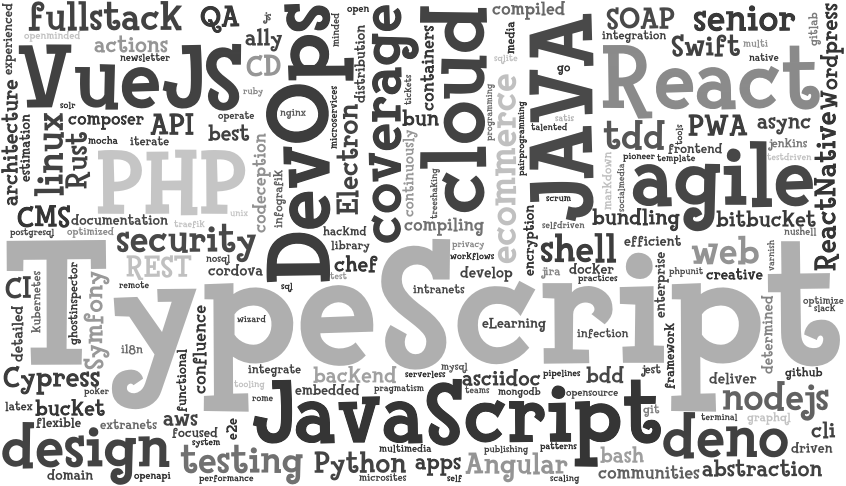 fullstack
QA
js
DevOps
minded
open
coverage
cloud
compiled
media
JAVA
SOAP
senior
integration
gitlab
Wordpress
experienced
openminded
actions
newsletter
ally
CD
ruby
distribution
containers
sqlite
go
Swift
multi
native
React
VueJS
solr
architecture
estimation
linux
composer
API
operate
best
nginx
microservices
Electron
tickets
bun
programming
ecommerce
pairprogramming
satis
talented
tdd
tools
PWA
async
jenkins
testdriven
Rust
mocha
iterate
PHP
unix
codeception
infografik
continuously
treeshaking
scrum
markdown
socialmedia
pioneer
template
frontend
agile
ReactNative
CMS
documentation
postgresql
optimized
traefik
hackmd
library
compiling
selfdriven
bundling
bitbucket
nushell
security
nosql
cordova
REST
remote
sql
test
chef
privacy
workflows
develop
encryption
shell
jira
docker
practices
efficient
enterprise
phpunit
web
creative
varnish
TypeScript
CI
kubernetes
ghostinspector
Symfony
detailed
i18n
functional
confluence
wizard
intranets
eLearning
infection
framework
determined
optimize
slack
Cypress
poker
integrate
tooling
rome
embedded
backend
pragmatism
serverless
mysql
teams
asciidoc
mongodb
pipelines
opensource
bdd
jest
git
deliver
github
nodejs
graphql
terminal
latex
bucket
flexible
extranets
aws
focused
system
e2e
JavaScript
deno
cli
driven
design
domain
openapi
testing
performance
multimedia
Python
microsites
apps
self
publishing
Angular
patterns
scaling
bash
communities
abstraction